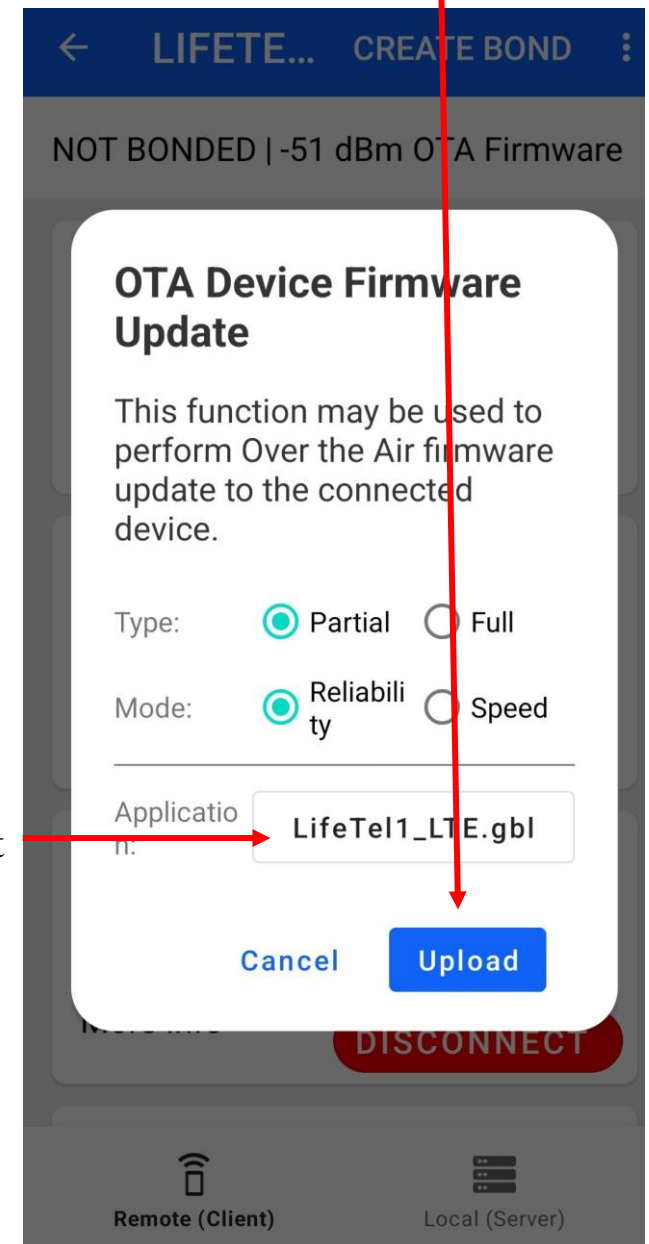 LIFETE... CREATE BOND
NOT BONDED | -51 dBm OTA Firmware
OTA Device Firmware
Update
This function may be used to
perform Over the Air firmware
update to the connected
device.
Type: Partial Full
Mode: Reliabili
ty Speed
Applicatio
n: LifeTel1_LTE.gbl
Cancel Upload
DISCONNECT
Remote (Client) Local (Server)